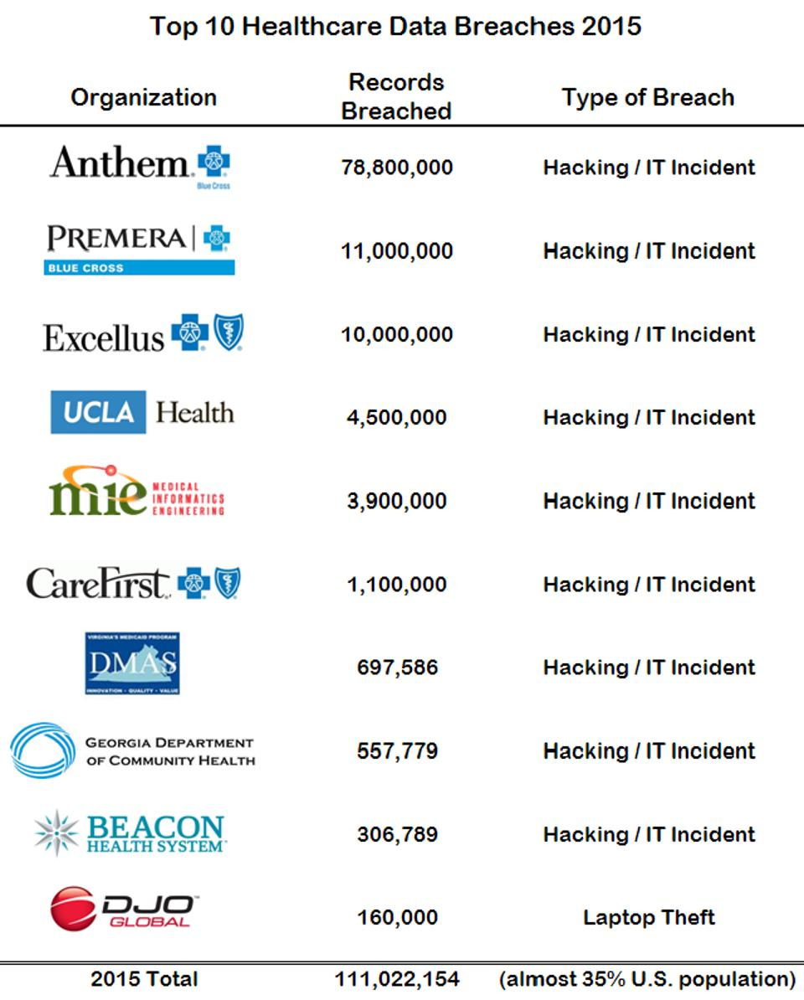 Top 10 Healthcare Data Breaches 2015
Organization
Records
Breached
Type of Breach
Anthem®
Blue Cross
78,800,000
Hacking / IT Incident
PREMERA |
BLUE CROSS
11,000,000
Hacking / IT Incident
Excellus
10,000,000
Hacking / IT Incident
UCLA Health
4,500,000
Hacking / IT Incident
mie MEDICAL
INFORMATICS
ENGINEERING
3,900,000
Hacking / IT Incident
CareFirst®
1,100,000
Hacking / IT Incident
VIRGINIA'S MEDICAID PROGRAM
DMAS
INNOVATION • QUALITY • VALUE
697,586
Hacking / IT Incident
GEORGIA DEPARTMENT
OF COMMUNITY HEALTH
557,779
Hacking / IT Incident
BEACON
HEALTH SYSTEM™
306,789
Hacking / IT Incident
DJO™
GLOBAL
160,000
Laptop Theft
2015 Total 111,022,154 (almost 35% U.S. population)